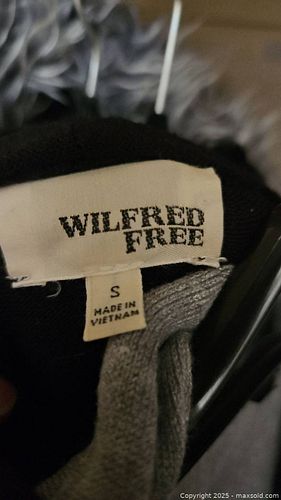 WILFRED
FREE
S
MADE IN
VIETNAM
Copyright 2025 - maxsold.com